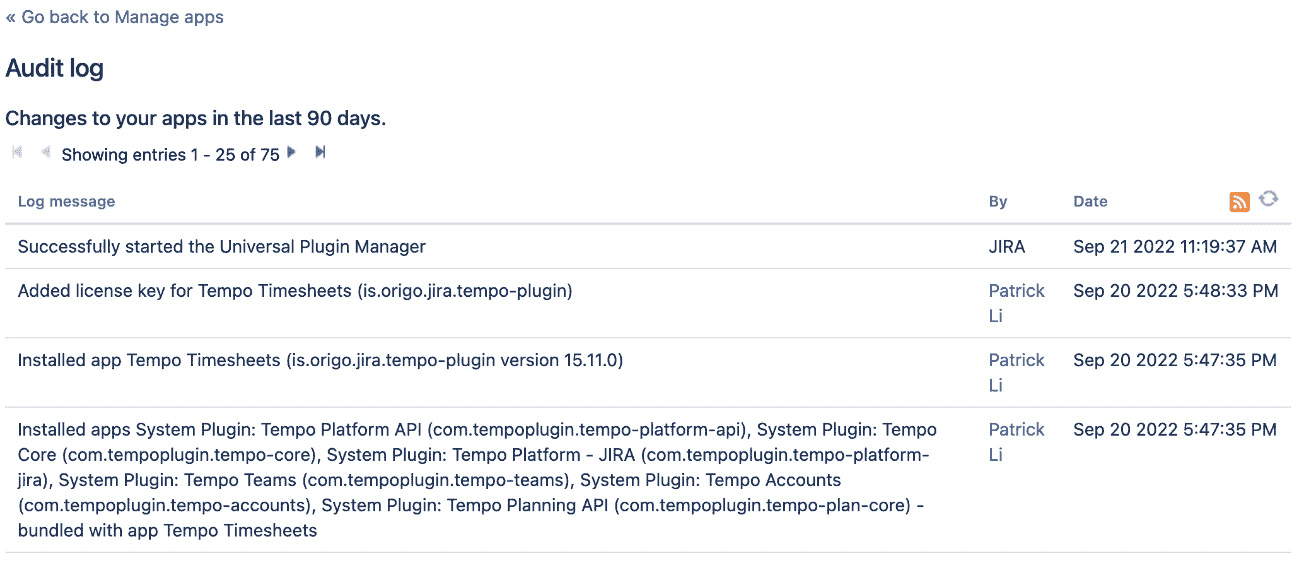 « Go back to Manage apps
Audit log
Changes to your apps in the last 90 days.
Showing entries 1 - 25 of 75
Log message By Date
Successfully started the Universal Plugin Manager JIRA Sep 21 2022 11:19:37 AM
Added license key for Tempo Timesheets (is.origo.jira.tempo-plugin) Patrick Sep 20 2022 5:48:33 PM
Li
Installed app Tempo Timesheets (is.origo.jira.tempo-plugin version 15.11.0) Patrick Sep 20 2022 5:47:35 PM
Li
Installed apps System Plugin: Tempo Platform API (com.tempoplugin.tempo-platform-api), System Plugin: Tempo Patrick Sep 20 2022 5:47:35 PM
Core (com.tempoplugin.tempo-core), System Plugin: Tempo Platform - JIRA (com.tempoplugin.tempo-platform- Li
jira), System Plugin: Tempo Teams (com.tempoplugin.tempo-teams), System Plugin: Tempo Accounts
(com.tempoplugin.tempo-accounts), System Plugin: Tempo Planning API (com.tempoplugin.tempo-plan-core) -
bundled with app Tempo Timesheets